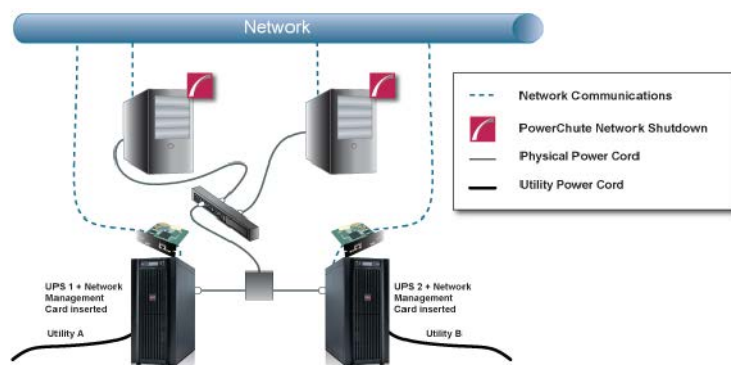 Network
Network Communications
PowerChute Network Shutdown
Physical Power Cord
Utility Power Cord
UPS 1 + Network
Management
Card inserted
Utility A
UPS 2 + Network
Management
Card inserted
Utility B